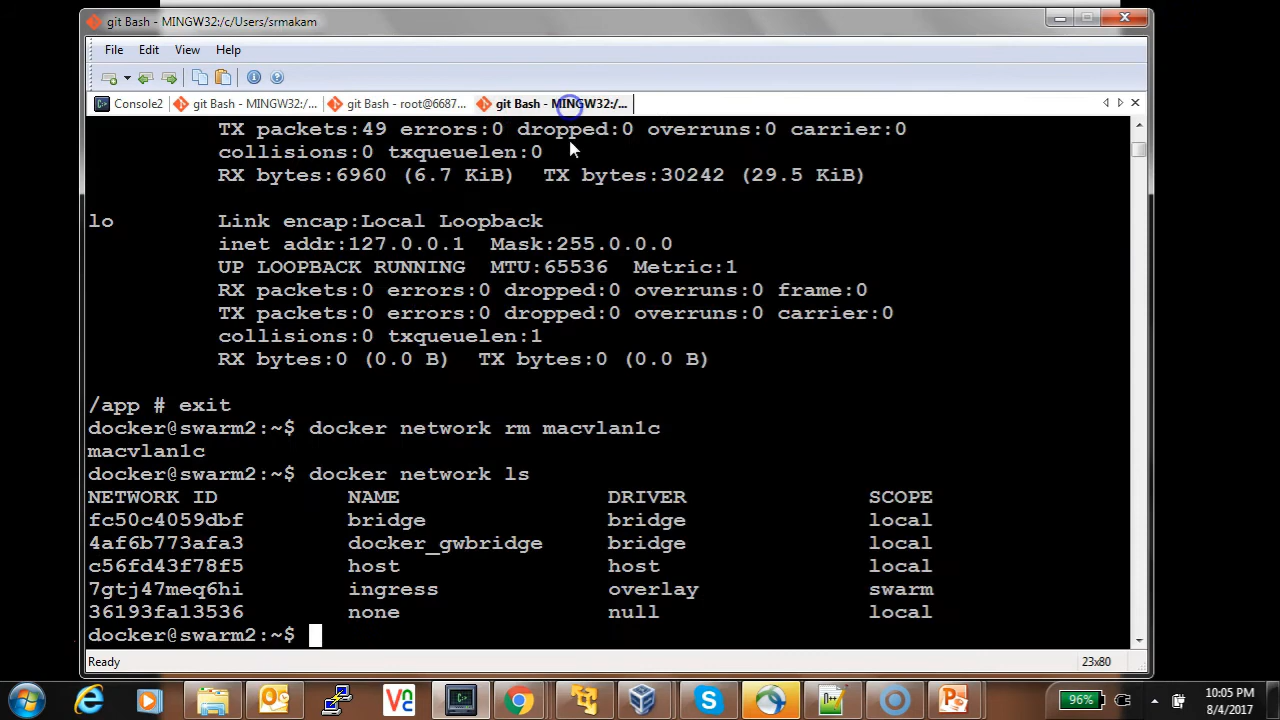 git Bash - MINGW32:/c/Users/srmakam
File Edit View Help
Console2 git Bash - MINGW32:/... git Bash - root@6687... git Bash - MINGW32:/...
TX packets:49 errors:0 dropped:0 overruns:0 carrier:0
collisions:0 txqueuelen:0
RX bytes:6960 (6.7 KiB)  TX bytes:30242 (29.5 KiB)
lo Link encap:Local Loopback
inet addr:127.0.0.1  Mask:255.0.0.0
UP LOOPBACK RUNNING  MTU:65536  Metric:1
RX packets:0 errors:0 dropped:0 overruns:0 frame:0
TX packets:0 errors:0 dropped:0 overruns:0 carrier:0
collisions:0 txqueuelen:1
RX bytes:0 (0.0 B)  TX bytes:0 (0.0 B)
/app # exit
docker@swarm2:~$ docker network rm macvlan1c
macvlan1c
docker@swarm2:~$ docker network ls
NETWORK ID NAME DRIVER SCOPE
fc50c4059dbf bridge bridge local
4af6b773afa3 docker_gwbridge bridge local
c56fd43f78f5 host host local
7gtj47meq6hi ingress overlay swarm
36193fa13536 none null local
docker@swarm2:~$
Ready 23x80
96% 10:05 PM
8/4/2017